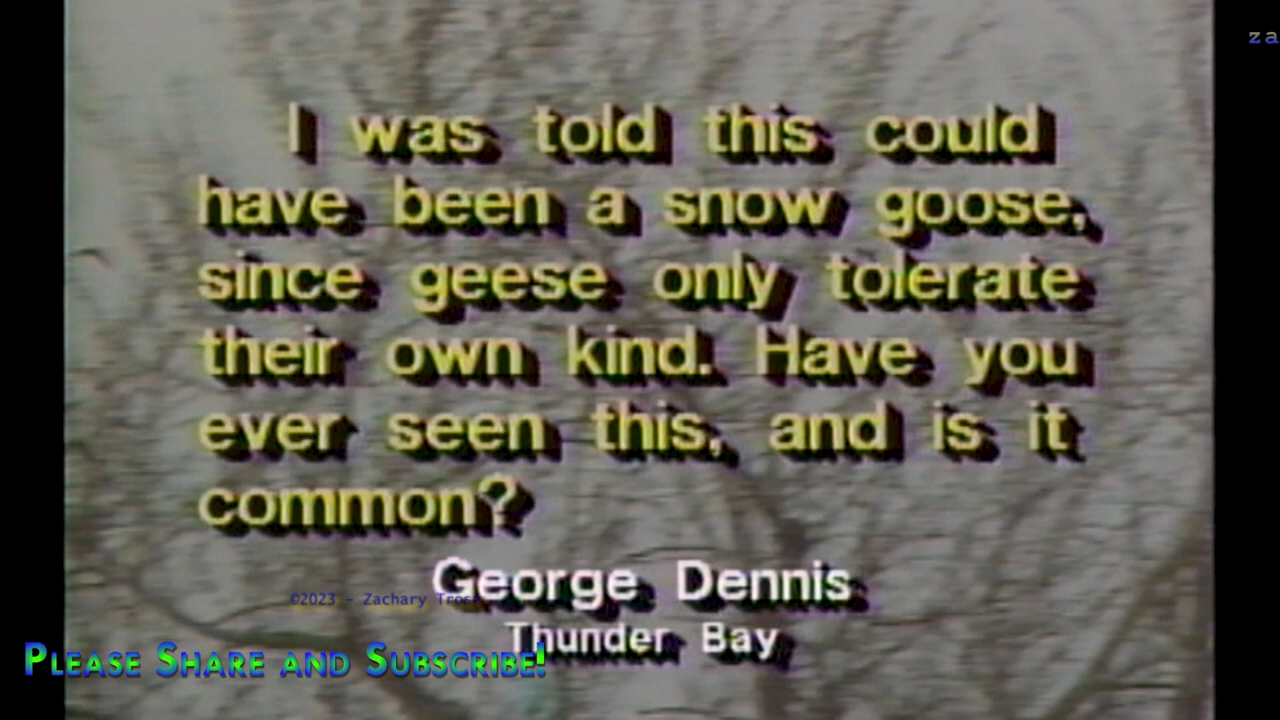 za
I was told this could
have been a snow goose,
since geese only tolerate
their own kind. Have you
ever seen this, and is it
common?
George Dennis
©2023 - Zachary Trost
Thunder Bay
Please Share and Subscribe!